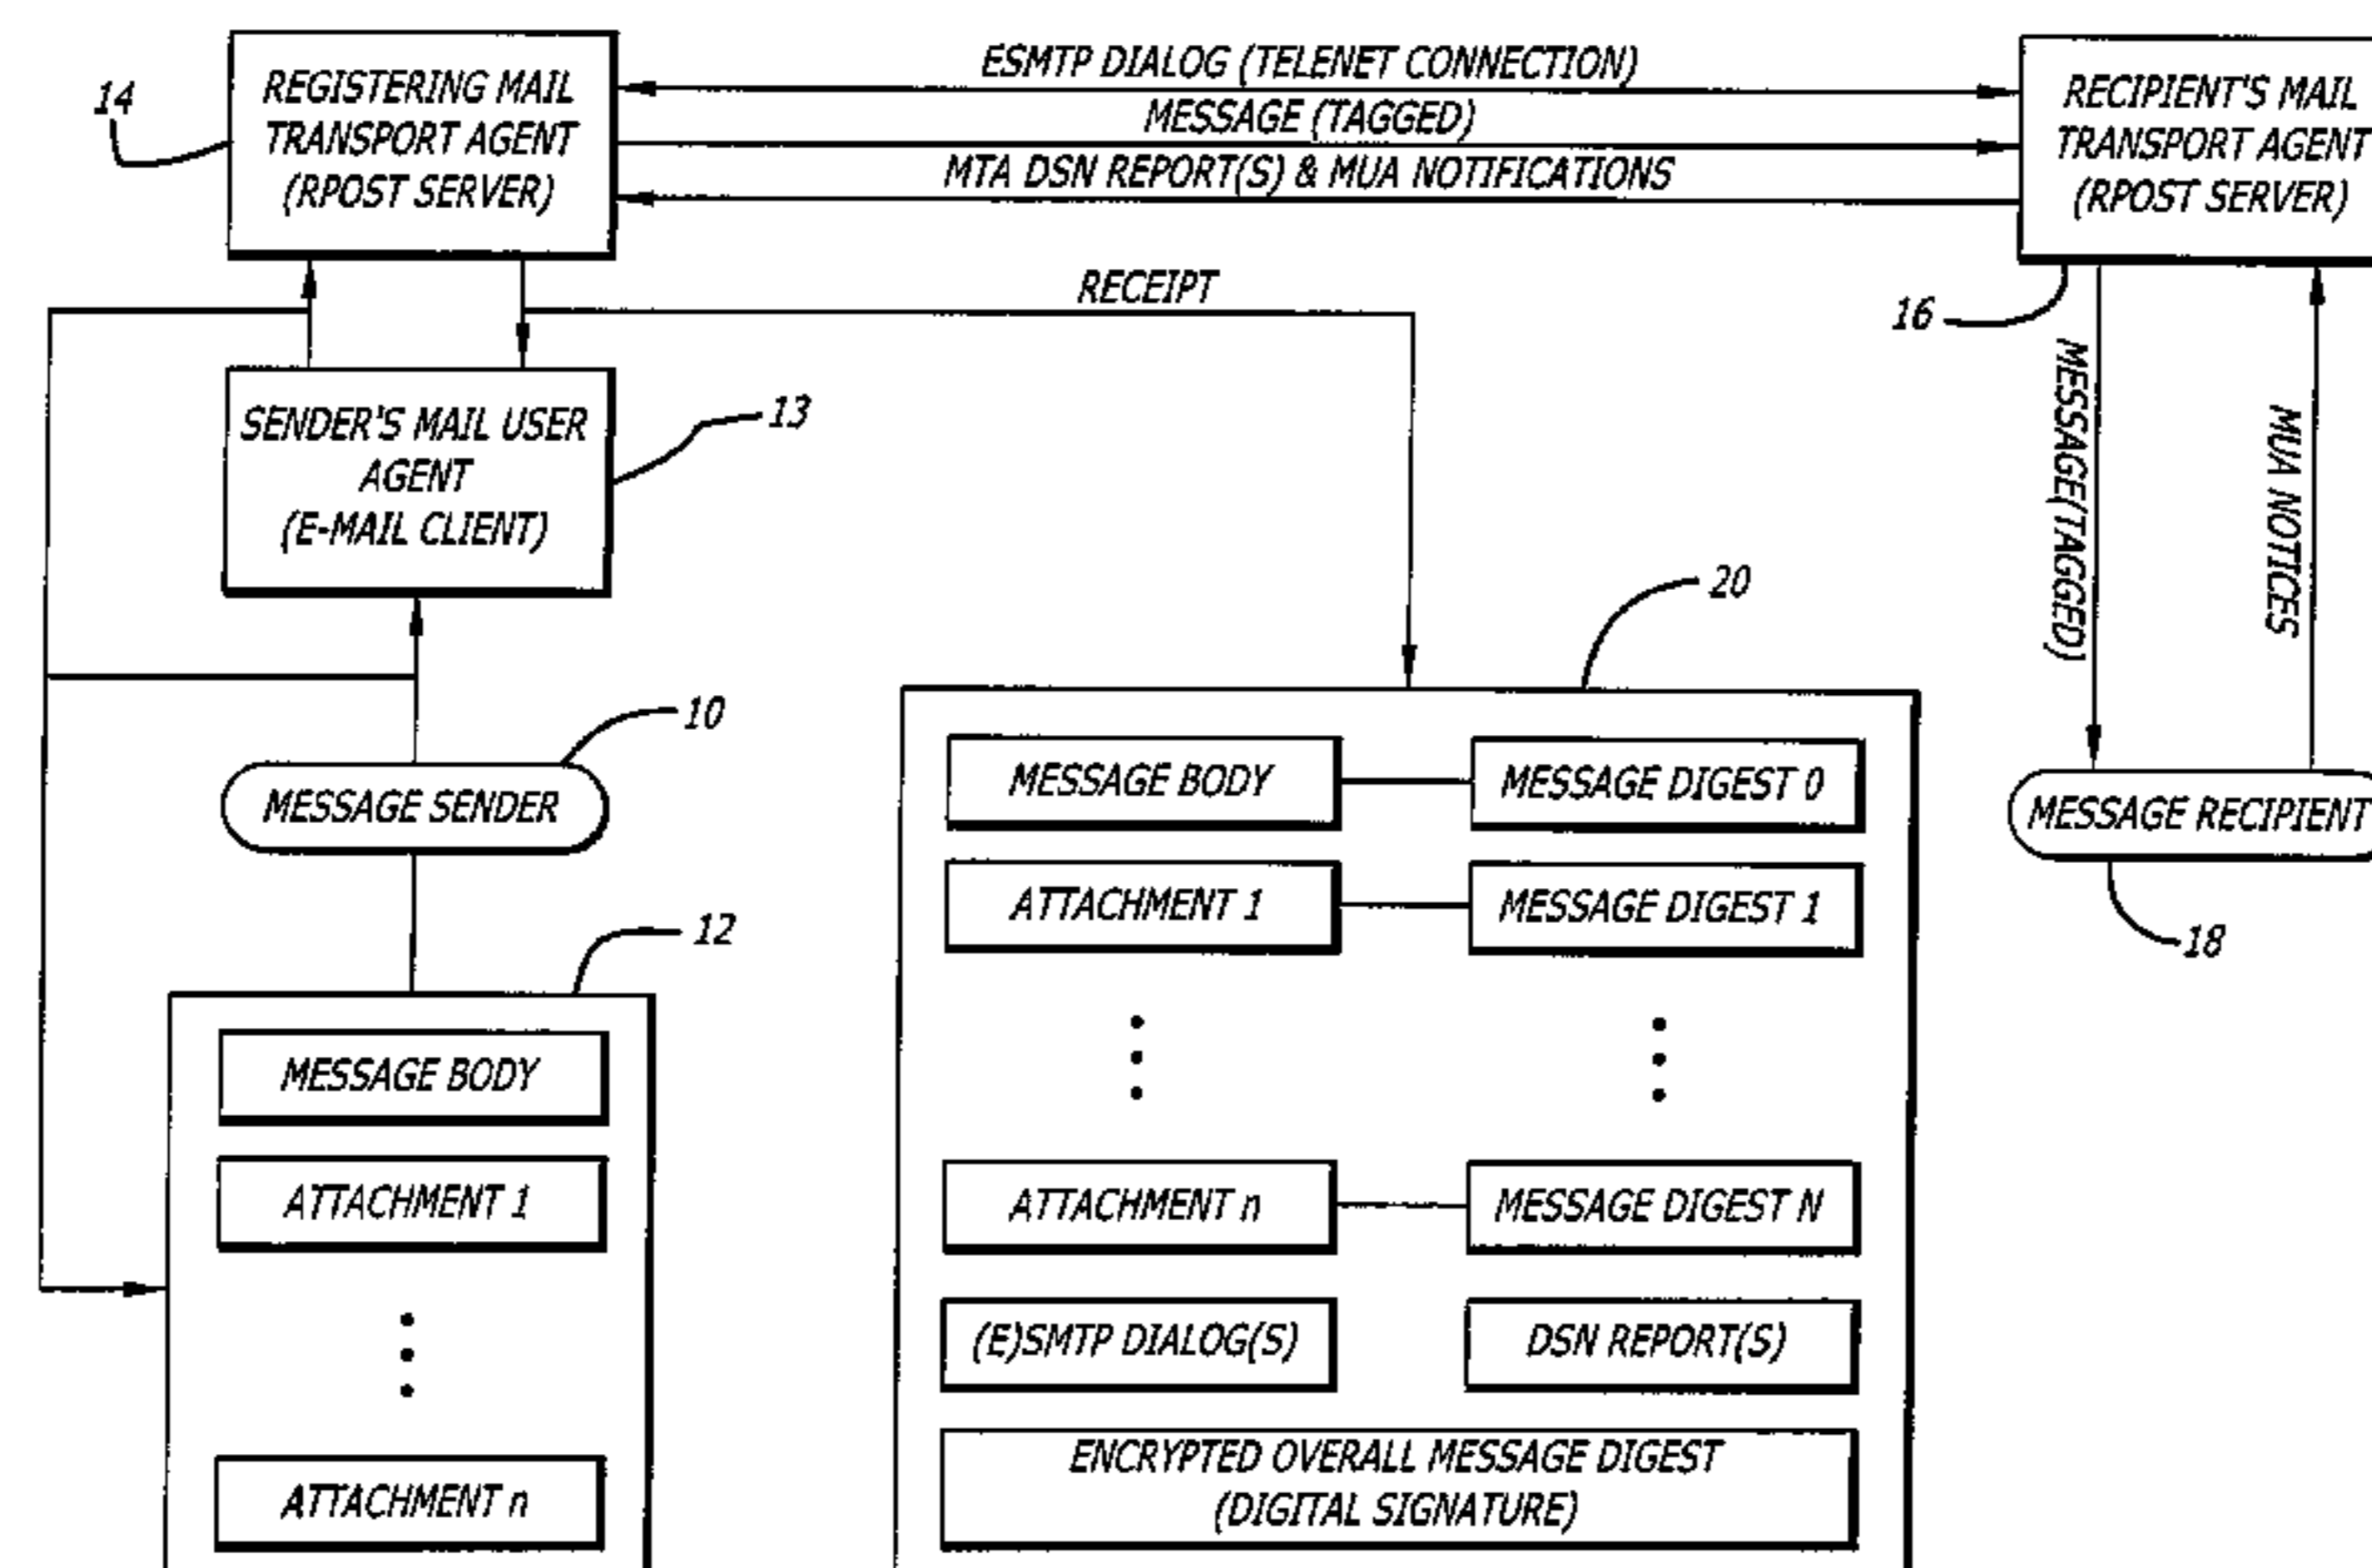 14
REGISTERING MAIL
TRANSPORT AGENT
(RPOST SERVER)
ESMTP DIALOG (TELENET CONNECTION)
MESSAGE (TAGGED)
MTA DSN REPORT(S) & MUA NOTIFICATIONS
RECIPIENT'S MAIL
TRANSPORT AGENT
(RPOST SERVER)
RECEIPT
16
SENDER'S MAIL USER
AGENT
(E-MAIL CLIENT)
13
MESSAGE(TAGGED)
MUA NOTICES
20
10
MESSAGE SENDER
12
MESSAGE BODY
ATTACHMENT 1
ATTACHMENT n
MESSAGE BODY
MESSAGE DIGEST 0
ATTACHMENT 1
MESSAGE DIGEST 1
ATTACHMENT n
MESSAGE DIGEST N
(E)SMTP DIALOG(S)
DSN REPORT(S)
ENCRYPTED OVERALL MESSAGE DIGEST
(DIGITAL SIGNATURE)
MESSAGE RECIPIENT
18